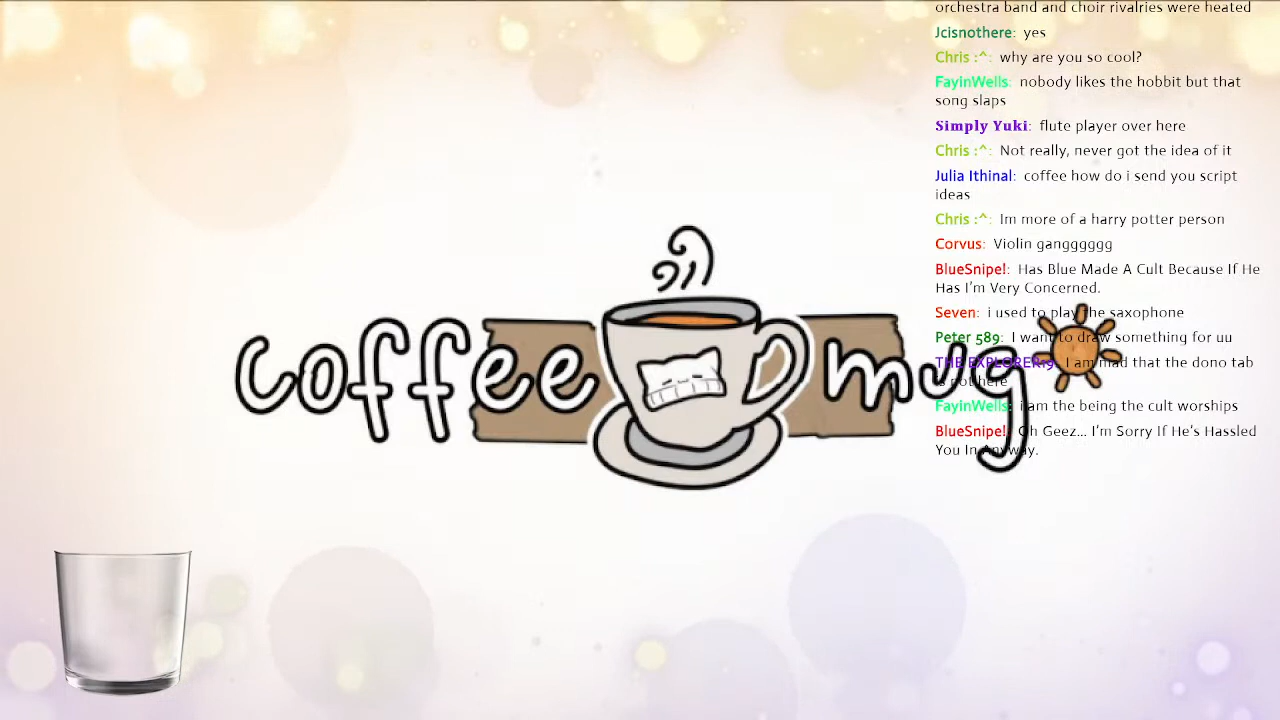 orchestra band and choir rivalries were heated
Jcisnothere: yes
Chris :^: why are you so cool?
FayinWells: nobody likes the hobbit but that
song slaps
Simply Yuki: flute player over here
Chris :^: Not really, never got the idea of it
Julia Ithinal: coffee how do i send you script
ideas
Chris :^: Im more of a harry potter person
Corvus: Violin gangggggg
BlueSnipe!: Has Blue Made A Cult Because If He
Has I'm Very Concerned.
Seven: i used to play the saxophone
Peter 589: I want to draw something for uu
THE EXPLORER19: I am mad that the dono tab
is not here
FayinWells: i am the being the cult worships
BlueSnipe!: Oh Geez... I'm Sorry If He's Hassled
You In Anyway.
coffee mug